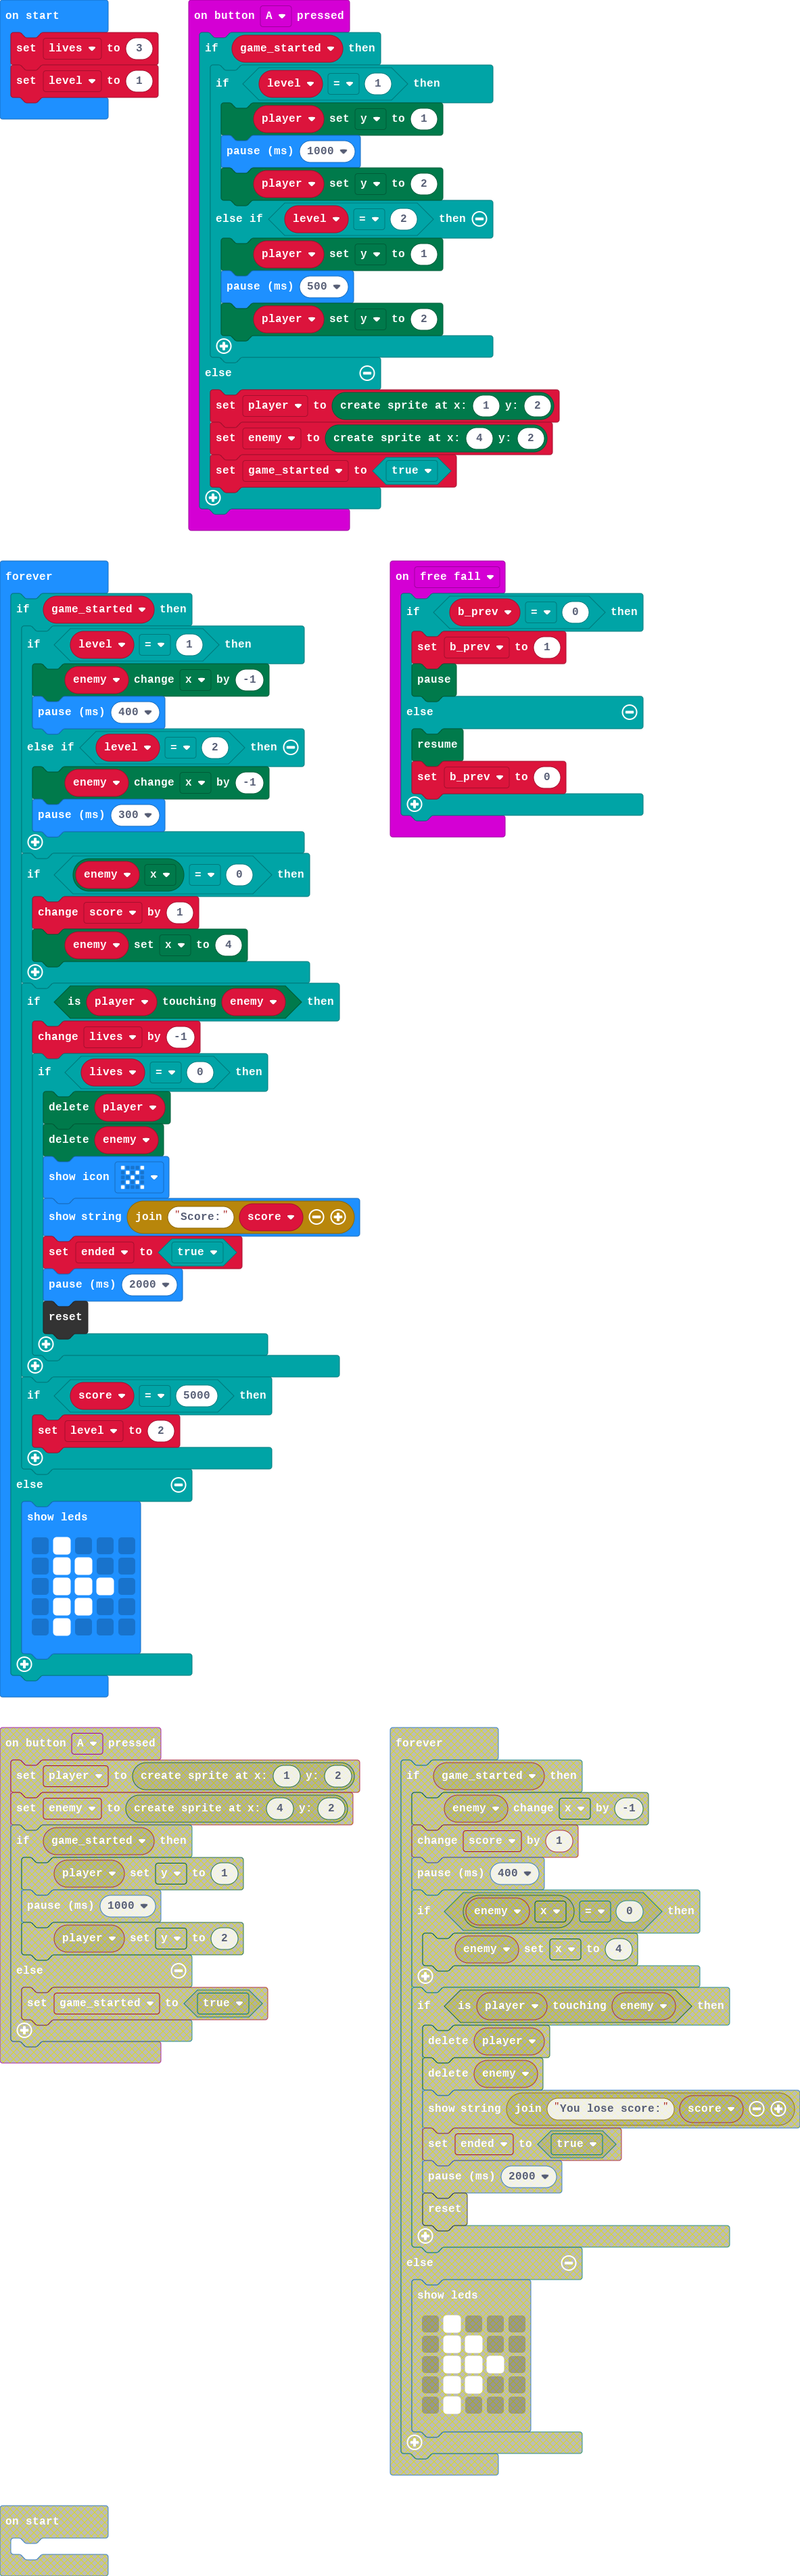 on start
set lives to 3
set level to 1
on button A pressed
if game_started then
if level = 1 then
player set y to 1
pause (ms) 1000
player set y to 2
else if level = 2 then
player set y to 1
pause (ms) 500
player set y to 2
else
set player to create sprite at x: 1 y: 2
set enemy to create sprite at x: 4 y: 2
set game_started to true
forever
if game_started then
if level = 1 then
enemy change x by -1
pause (ms) 400
else if level = 2 then
enemy change x by -1
pause (ms) 300
if enemy x = 0 then
change score by 1
enemy set x to 4
if is player touching enemy then
change lives by -1
if lives = 0 then
delete player
delete enemy
show icon
show string join "Score:" score
set ended to true
pause (ms) 2000
reset
if score = 5000 then
set level to 2
else
show leds
on free fall
if b_prev = 0 then
set b_prev to 1
pause
else
resume
set b_prev to 0
on button A pressed
set player to create sprite at x: 1 y: 2
set enemy to create sprite at x: 4 y: 2
if game_started then
player set y to 1
pause (ms) 1000
player set y to 2
else
set game_started to true
forever
if game_started then
enemy change x by -1
change score by 1
pause (ms) 400
if enemy x = 0 then
enemy set x to 4
if is player touching enemy then
delete player
delete enemy
show string join "You lose score:" score
set ended to true
pause (ms) 2000
reset
else
show leds
on start